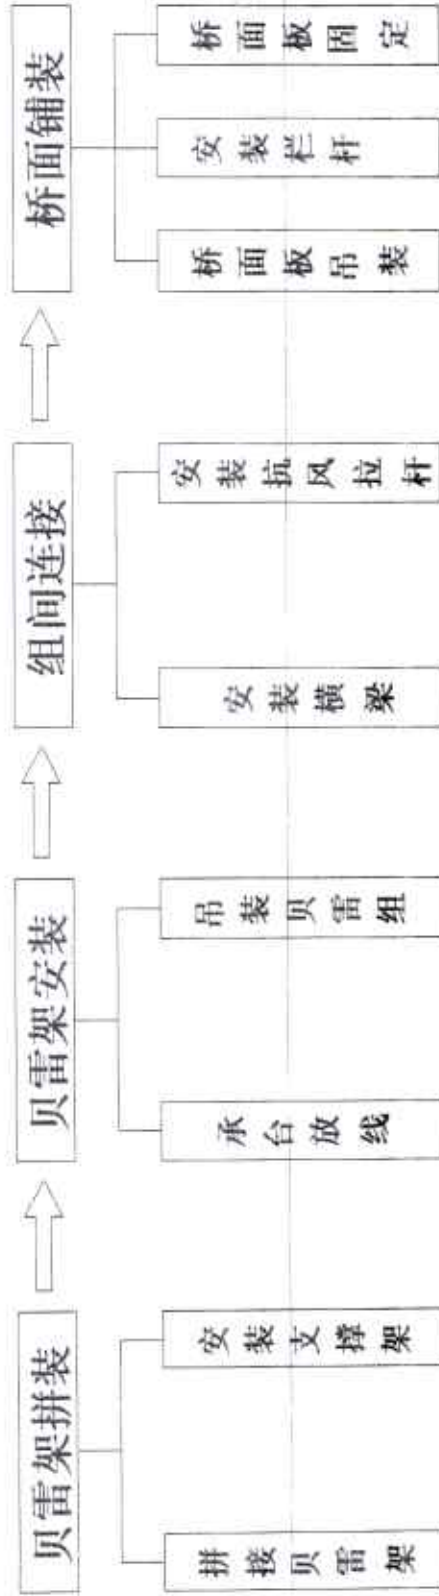 贝雷架拼装
拼接贝雷架
安装支撑架
贝雷架安装
承台放线
吊装贝雷组
组间连接
安装横梁
安装抗风拉杆
桥面铺装
桥面板吊装
安装栏杆
桥面板固定